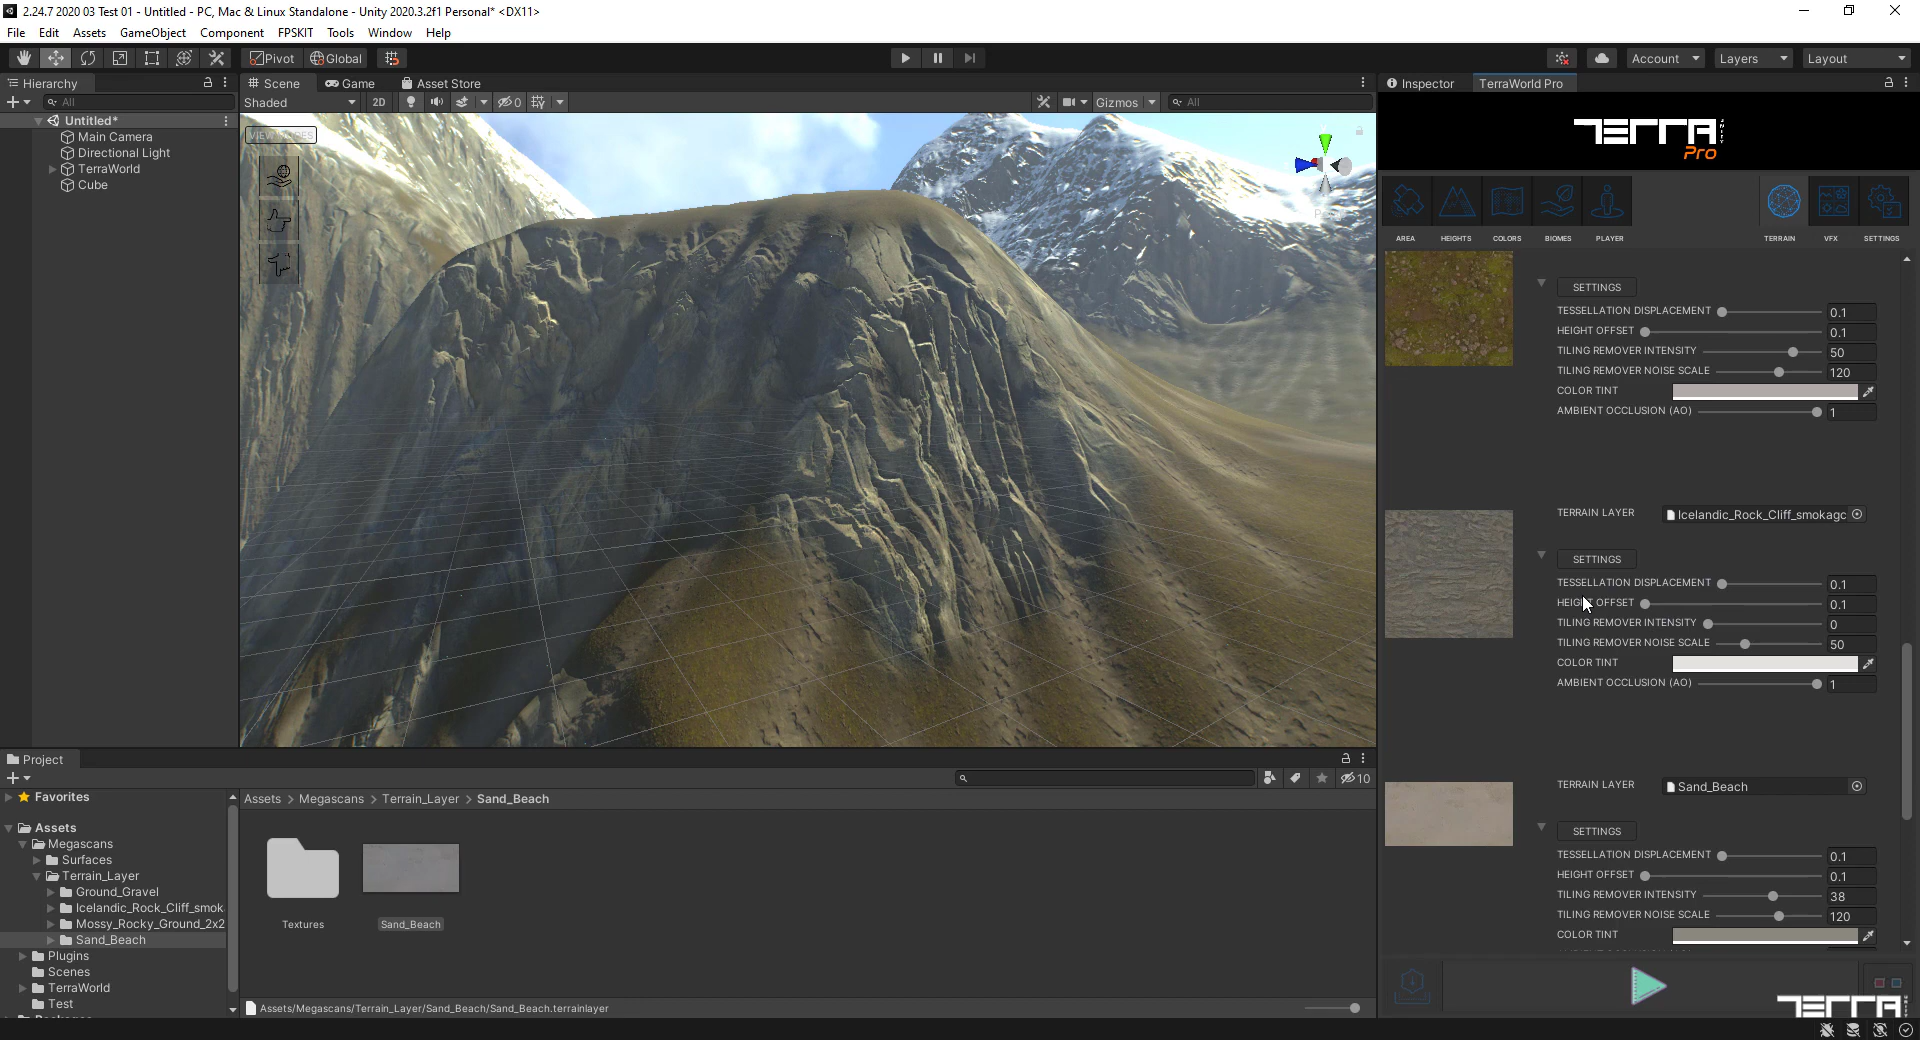 2.24.7 2020 03 Test 01 - Untitled - PC, Mac & Linux Standalone - Unity 2020.3.2f1 Personal* <DX11>
File Edit Assets GameObject Component FPSKIT Tools Window Help
Pivot Global Account Layers Layout
Hierarchy
All
Untitled*
Main Camera
Directional Light
TerraWorld
Cube
Scene Game Asset Store
Shaded 2D 0 Gizmos All
Inspector TerraWorld Pro
TERRA
Pro
AREA HEIGHTS COLORS BIOMES PLAYER TERRAIN VFX SETTINGS
SETTINGS
TESSELLATION DISPLACEMENT 0.1
HEIGHT OFFSET 0.1
TILING REMOVER INTENSITY 50
TILING REMOVER NOISE SCALE 120
COLOR TINT
AMBIENT OCCLUSION (AO) 1
TERRAIN LAYER Icelandic_Rock_Cliff_smokagc
SETTINGS
TESSELLATION DISPLACEMENT 0.1
HEIGHT OFFSET 0.1
TILING REMOVER INTENSITY 0
TILING REMOVER NOISE SCALE 50
COLOR TINT
AMBIENT OCCLUSION (AO) 1
TERRAIN LAYER Sand_Beach
SETTINGS
TESSELLATION DISPLACEMENT 0.1
HEIGHT OFFSET 0.1
TILING REMOVER INTENSITY 38
TILING REMOVER NOISE SCALE 120
COLOR TINT
TERRA
Project
10
Favorites
Assets
Megascans
Surfaces
Terrain_Layer
Ground_Gravel
Icelandic_Rock_Cliff_smok
Mossy_Rocky_Ground_2x2
Sand_Beach
Plugins
Scenes
TerraWorld
Test
Assets > Megascans > Terrain_Layer > Sand_Beach
Textures
Sand_Beach
Assets/Megascans/Terrain_Layer/Sand_Beach/Sand_Beach.terrainlayer